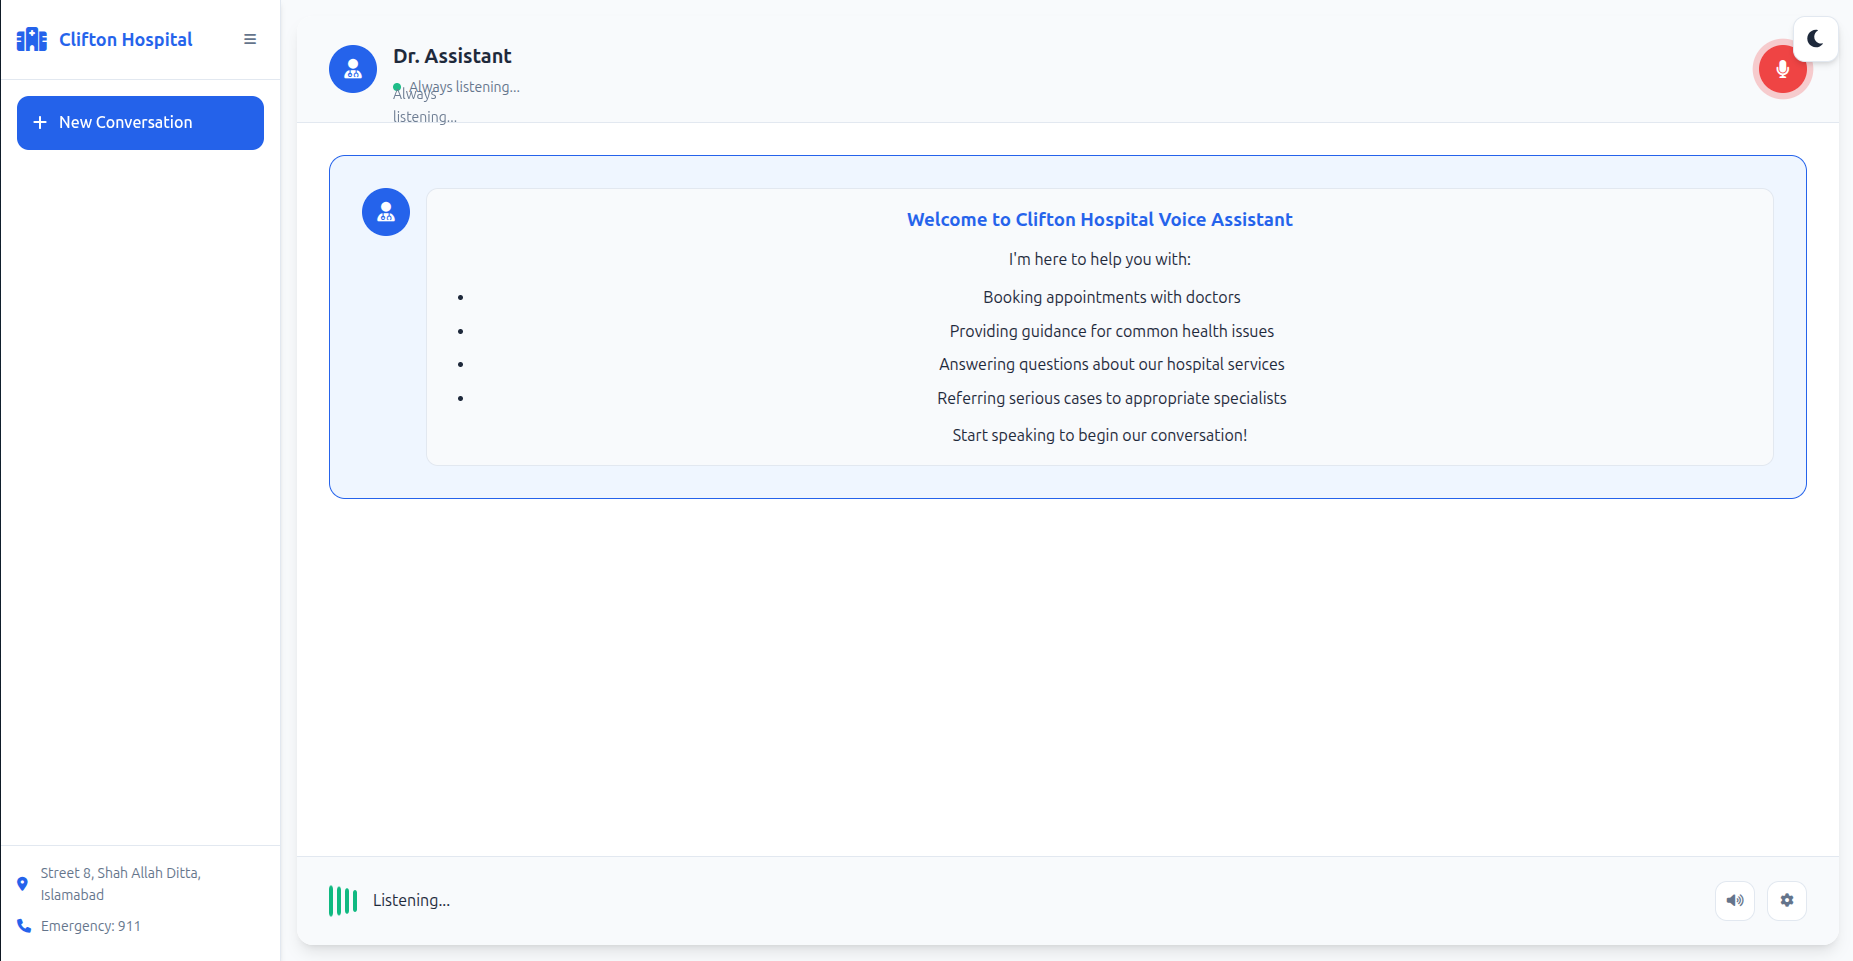 Clifton Hospital
New Conversation
Street 8, Shah Allah Ditta,
Islamabad
Emergency: 911
Dr. Assistant
Always listening...
Always
listening...
Welcome to Clifton Hospital Voice Assistant
I'm here to help you with:
• Booking appointments with doctors
• Providing guidance for common health issues
• Answering questions about our hospital services
• Referring serious cases to appropriate specialists
Start speaking to begin our conversation!
Listening...